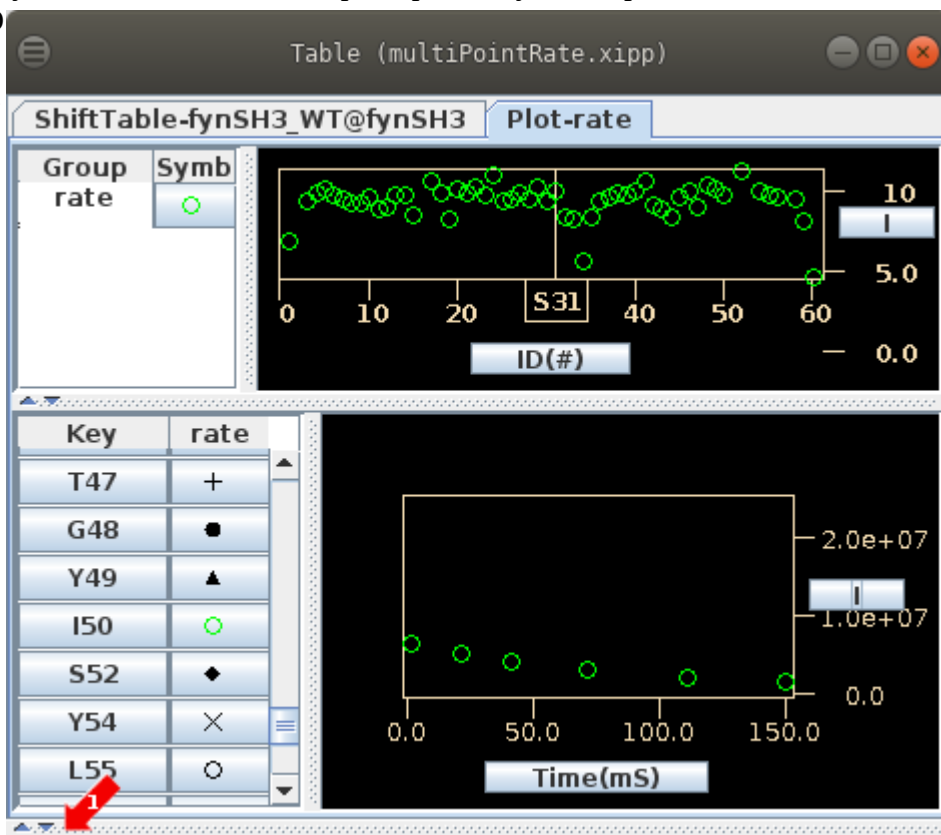 Table (multiPointRate.xipp)
ShiftTable-fynSH3_WT@fynSH3 Plot-rate
Group Symb
rate
10
I
5.0
0.0
0 10 20 S31 40 50 60
ID(#)
Key rate
T47
G48
Y49
I50
S52
Y54
L55
2.0e+07
I
1.0e+07
0.0
0.0 50.0 100.0 150.0
Time(mS)
1